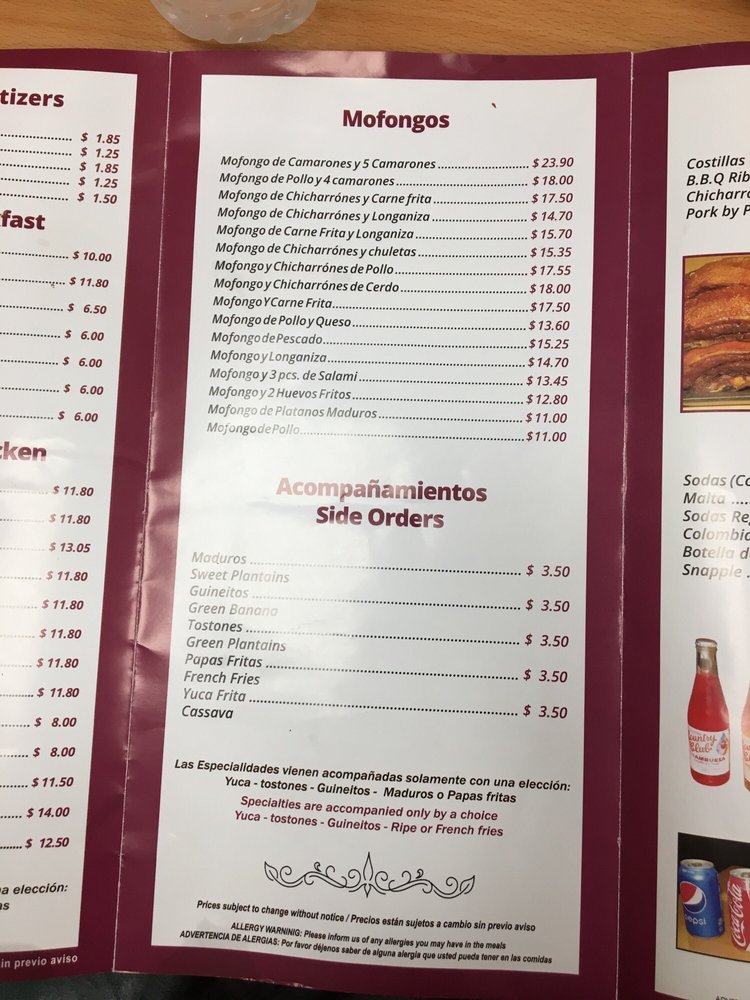 tizers
$ 1.85
$ 1.25
$ 1.85
$ 1.25
$ 1.50
fast
$ 10.00
$ 11.80
$ 6.50
$ 6.00
$ 6.00
$ 6.00
$ 6.00
cken
$ 11.80
$ 11.80
$ 13.05
$ 11.80
$ 11.80
$ 11.80
$ 11.80
$ 11.80
$ 8.00
$ 8.00
$ 11.50
$ 14.00
$ 12.50
a elección:
as
in previo aviso
Mofongos
Mofongo de Camarones y 5 Camarones $ 23.90
Mofongo de Pollo y 4 camarones $ 18.00
Mofongo de Chicharrónes y Carne frita $ 17.50
Mofongo de Chicharrónes y Longaniza $ 14.70
Mofongo de Carne Frita y Longaniza $ 15.70
Mofongo de Chicharrónes y chuletas $ 15.35
Mofongo y Chicharrónes de Pollo $ 17.55
Mofongo y Chicharrónes de Cerdo $ 18.00
Mofongo Y Carne Frita $ 17.50
Mofongo de Pollo y Queso $ 13.60
Mofongo de Pescado $ 15.25
Mofongo y Longaniza $ 14.70
Mofongo y 3 pcs. de Salami $ 13.45
Mofongo y 2 Huevos Fritos $ 12.80
Mofongo de Platanos Maduros $ 11.00
Mofongo de Pollo $ 11.00
Acompañamientos
Side Orders
Maduros $ 3.50
Sweet Plantains
Guineitos $ 3.50
Green Banana
Tostones $ 3.50
Green Plantains
Papas Fritas $ 3.50
French Fries
Yuca Frita $ 3.50
Cassava
Las Especialidades vienen acompañadas solamente con una elección:
Yuca - tostones - Guineitos - Maduros o Papas fritas
Specialties are accompanied only by a choice
Yuca - tostones - Guineitos - Ripe or French fries
Prices subject to change without notice / Precios están sujetos a cambio sin previo aviso
ALLERGY WARNINIG: Please inform us of any allergies you may have in the meals
ADVERTENCIA DE ALERGIAS: Por favor déjenos saber de alguna alergia que usted pueda tener en las comidas
Costillas
B.B.Q Rib
Chicharró
Pork by P
Sodas (Co
Malta
Sodas Re
Colombia
Botella d
Snapple
Country
Club
FRAMBUESA
pepsi
Coca-Cola